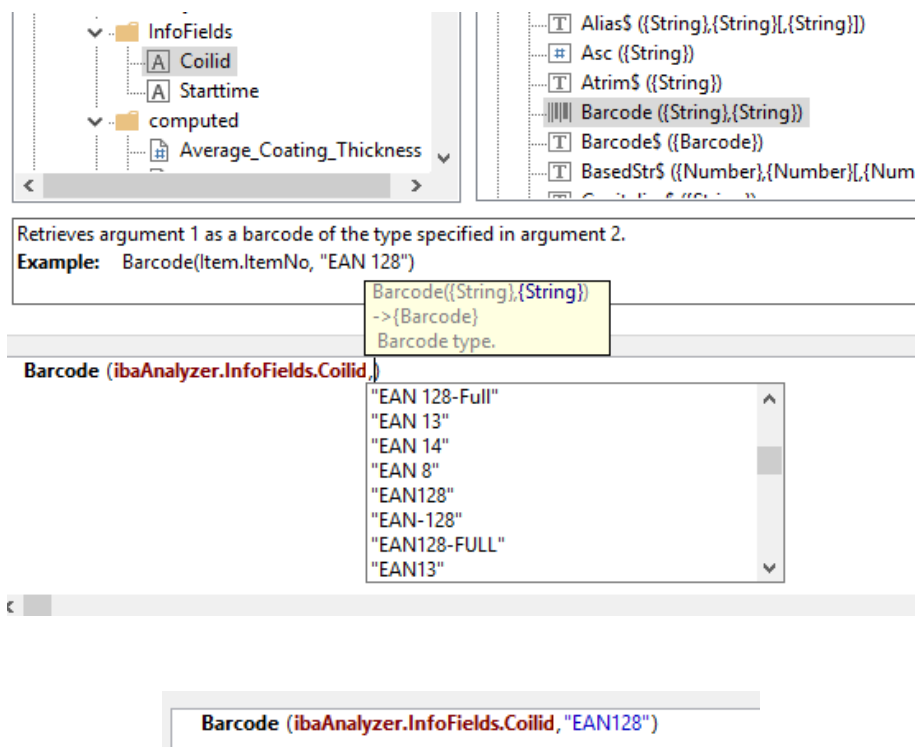 InfoFields
Coilid
Starttime
computed
Average_Coating_Thickness
Alias$ ({String},{String}[,{String}])
Asc ({String})
Atrim$ ({String})
Barcode ({String},{String})
Barcode$ ({Barcode})
BasedStr$ ({Number},{Number}[,{Num
Retrieves argument 1 as a barcode of the type specified in argument 2.
Example: Barcode(Item.ItemNo, "EAN 128")
Barcode({String},{String})
->{Barcode}
Barcode type.
Barcode (ibaAnalyzer.InfoFields.Coilid,)
"EAN 128-Full"
"EAN 13"
"EAN 14"
"EAN 8"
"EAN128"
"EAN-128"
"EAN128-FULL"
"EAN13"
Barcode (ibaAnalyzer.InfoFields.Coilid,"EAN128")